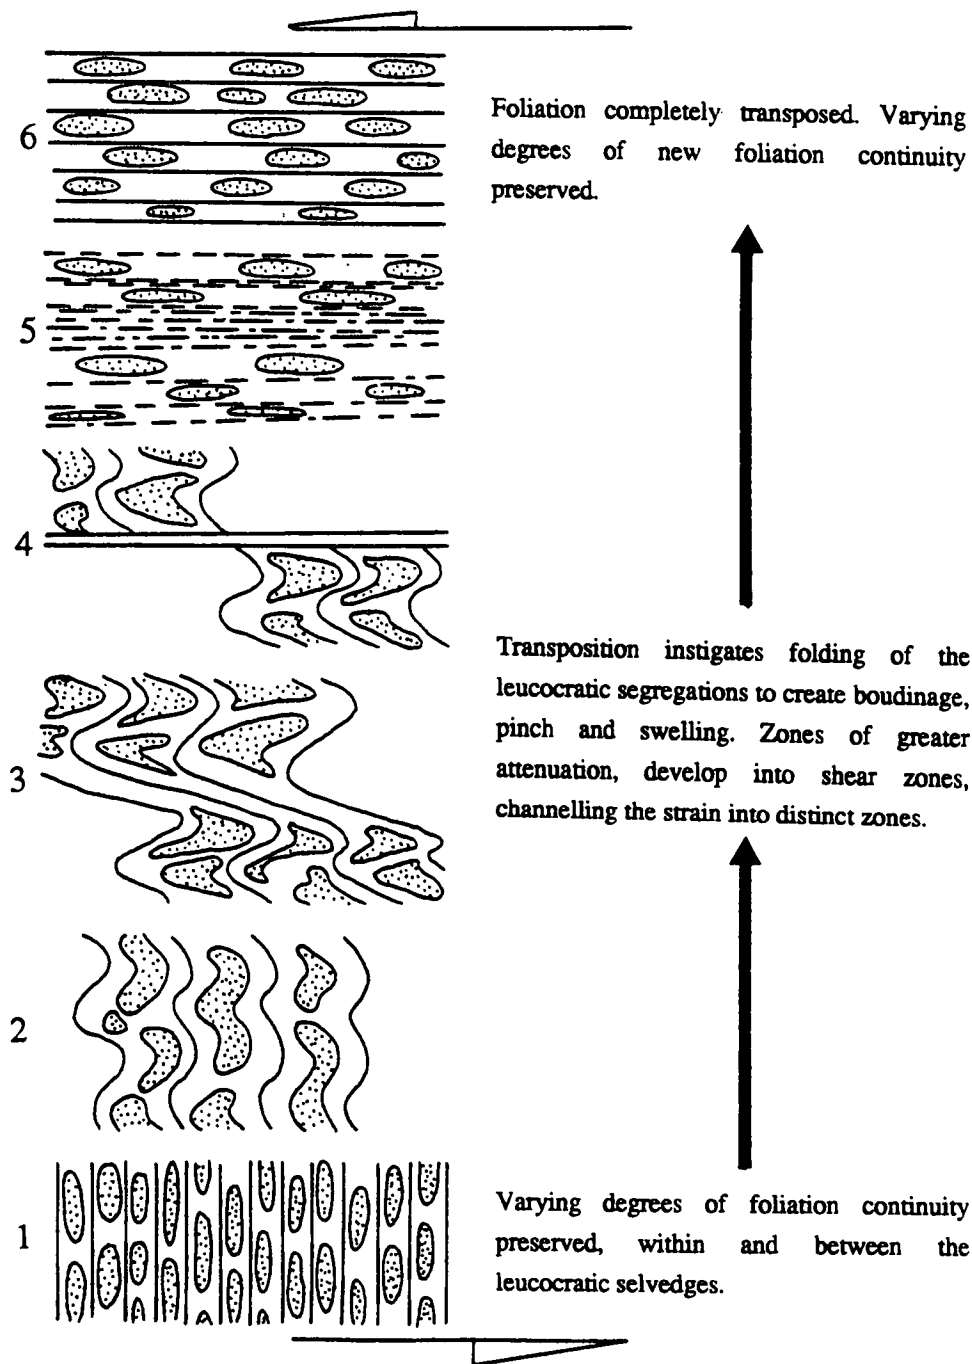 6
Foliation completely transposed. Varying
degrees of new foliation continuity
preserved.
5
4
Transposition instigates folding of the
leucocratic segregations to create boudinage,
pinch and swelling. Zones of greater
attenuation, develop into shear zones,
channelling the strain into distinct zones.
3
2
1
Varying degrees of foliation continuity
preserved, within and between the
leucocratic selvedges.